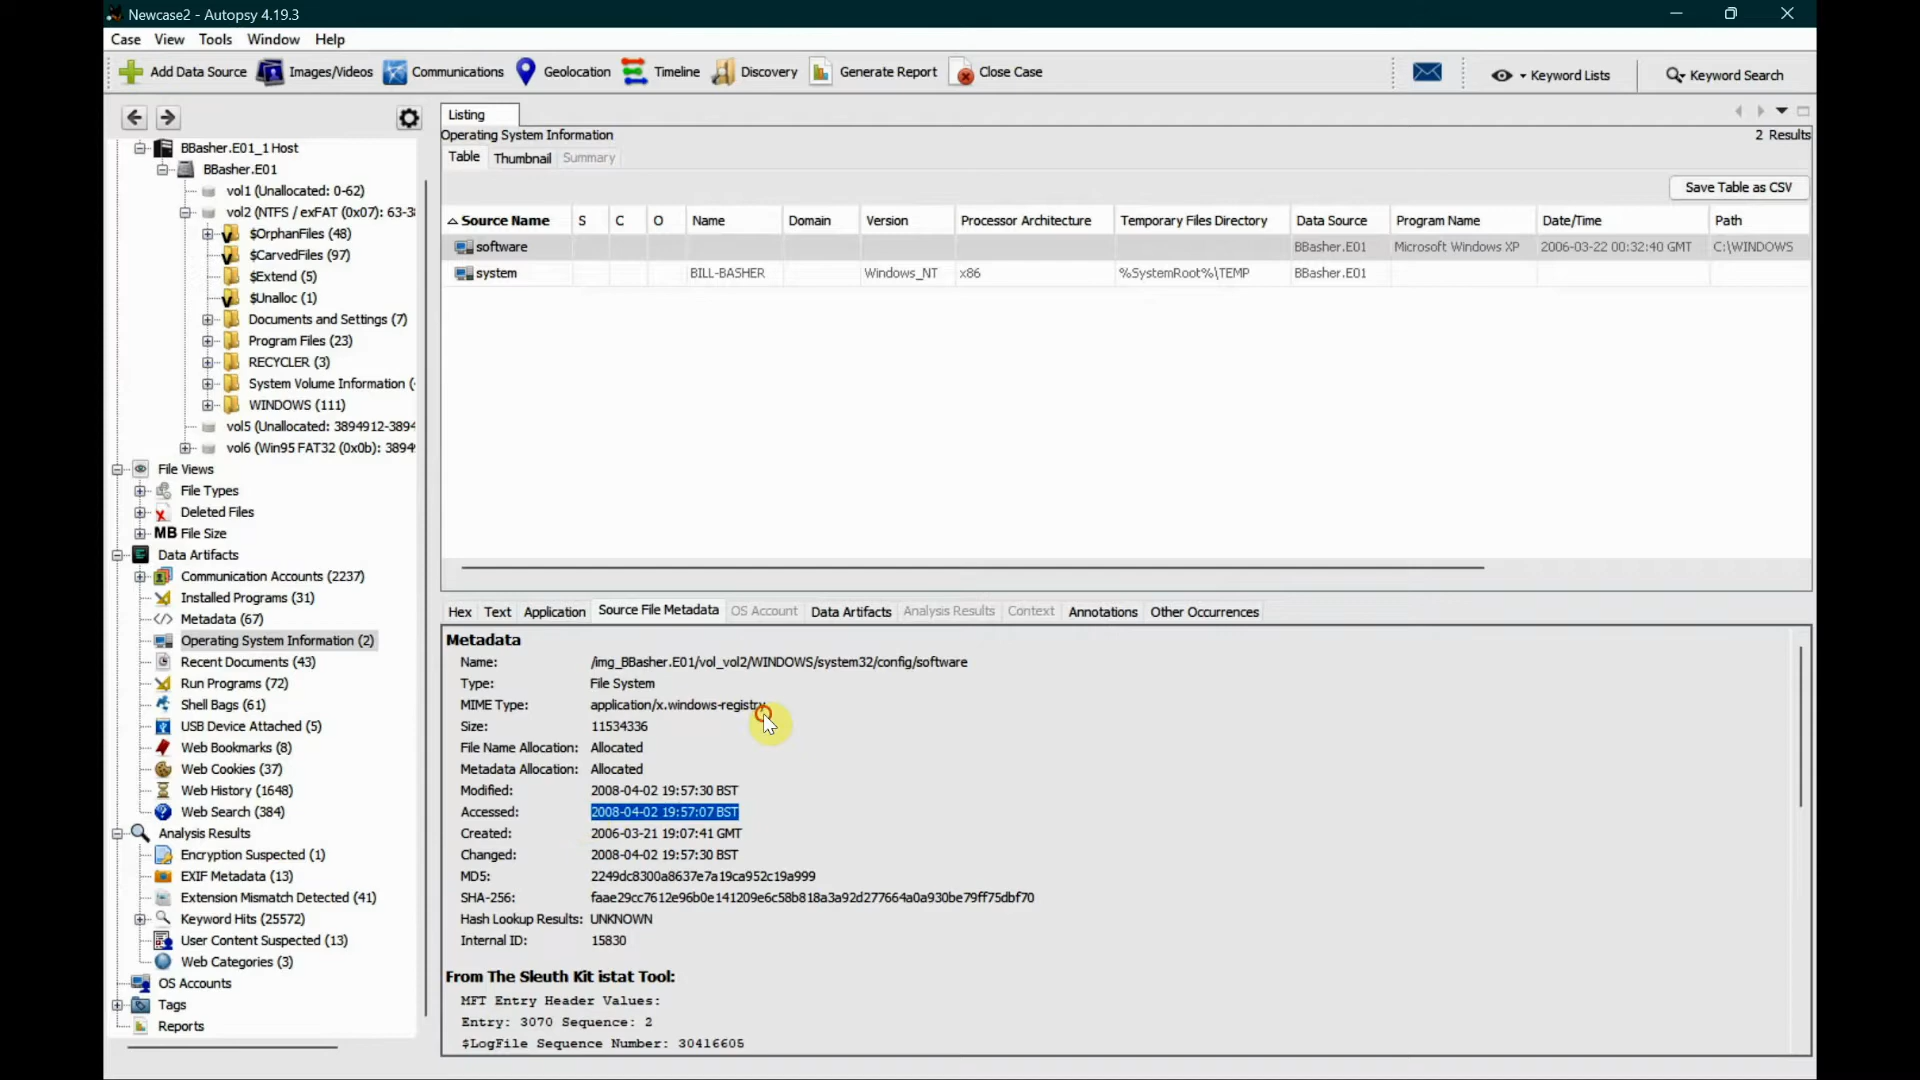 Newcase2 - Autopsy 4.19.3
Case View Tools Window Help
Add Data Source Images/Videos Communications Geolocation Timeline Discovery Generate Report Close Case Keyword Lists Keyword Search
BBasher.E01_1 Host
BBasher.E01
vol1 (Unallocated: 0-62)
vol2 (NTFS / exFAT (0x07): 63-3
$OrphanFiles (48)
$CarvedFiles (97)
$Extend (5)
$Unalloc (1)
Documents and Settings (7)
Program Files (23)
RECYCLER (3)
System Volume Information (
WINDOWS (111)
vol5 (Unallocated: 3894912-3894
vol6 (Win95 FAT32 (0x0b): 3894
File Views
File Types
Deleted Files
MB File Size
Data Artifacts
Communication Accounts (2237)
Installed Programs (31)
Metadata (67)
Operating System Information (2)
Recent Documents (43)
Run Programs (72)
Shell Bags (61)
USB Device Attached (5)
Web Bookmarks (8)
Web Cookies (37)
Web History (1648)
Web Search (384)
Analysis Results
Encryption Suspected (1)
EXIF Metadata (13)
Extension Mismatch Detected (41)
Keyword Hits (25572)
User Content Suspected (13)
Web Categories (3)
OS Accounts
Tags
Reports
Listing
Operating System Information 2 Results
Table Thumbnail Summary
Save Table as CSV
Source Name S C O Name Domain Version Processor Architecture Temporary Files Directory Data Source Program Name Date/Time Path
software BBasher.E01 Microsoft Windows XP 2006-03-22 00:32:40 GMT C:\WINDOWS
system BILL-BASHER Windows_NT x86 %SystemRoot%\TEMP BBasher.E01
Hex Text Application Source File Metadata OS Account Data Artifacts Analysis Results Context Annotations Other Occurrences
Metadata
Name: /img_BBasher.E01/vol_vol2/WINDOWS/system32/config/software
Type: File System
MIME Type: application/x.windows-registry
Size: 11534336
File Name Allocation: Allocated
Metadata Allocation: Allocated
Modified: 2008-04-02 19:57:30 BST
Accessed: 2008-04-02 19:57:07 BST
Created: 2006-03-21 19:07:41 GMT
Changed: 2008-04-02 19:57:30 BST
MD5: 2249dc8300a8637e7a19ca952c19a999
SHA-256: faae29cc7612e96b0e141209e6c58b818a3a92d277664a0a930be79ff75dbf70
Hash Lookup Results: UNKNOWN
Internal ID: 15830
From The Sleuth Kit istat Tool:
MFT Entry Header Values:
Entry: 3070 Sequence: 2
$LogFile Sequence Number: 30416605